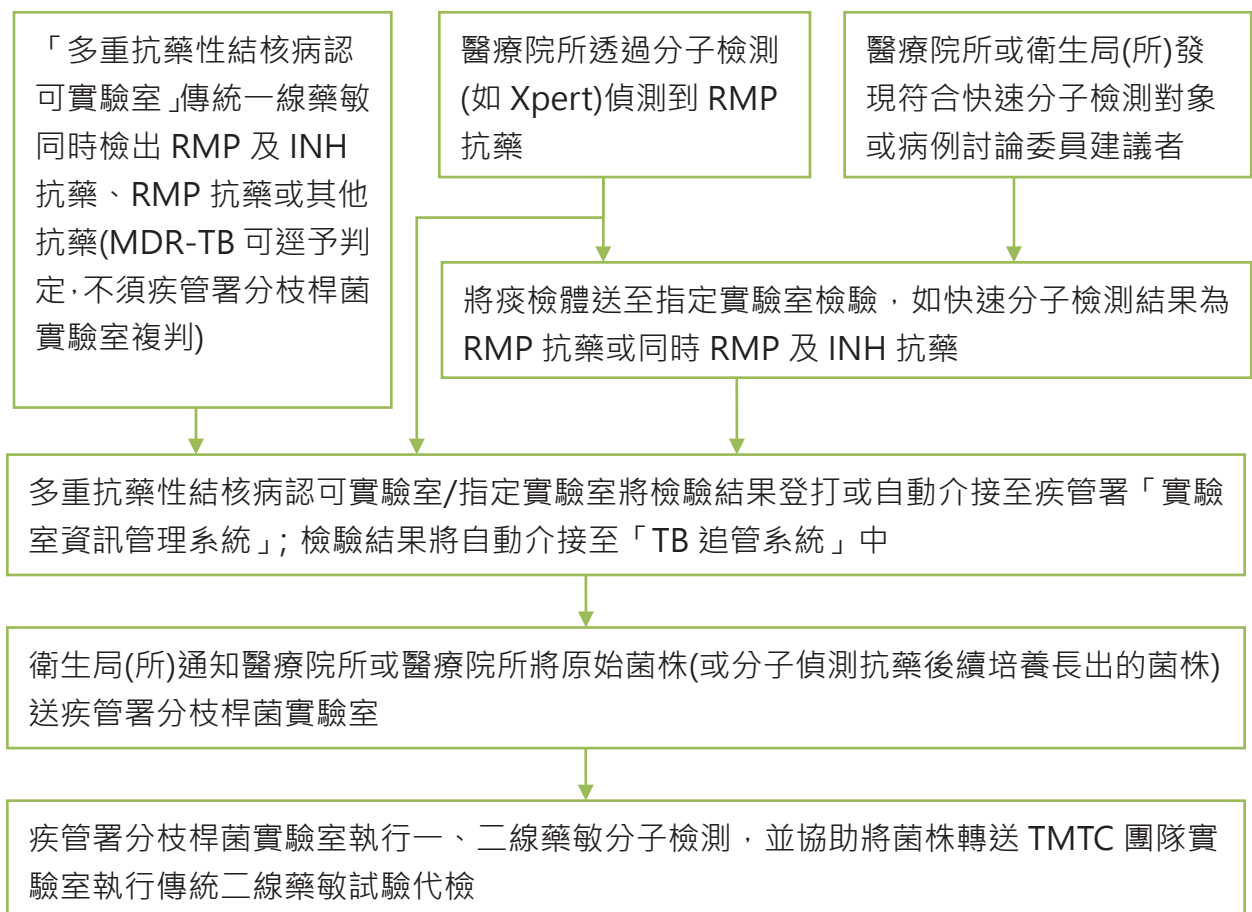 「多重抗藥性結核病認
可實驗室」傳統一線藥敏
同時檢出 RMP 及 INH
抗藥、RMP 抗藥或其他
抗藥(MDR-TB 可逕予判
定,不須疾管署分枝桿菌
實驗室複判)
醫療院所透過分子檢測
(如 Xpert)偵測到 RMP
抗藥
醫療院所或衛生局(所)發
現符合快速分子檢測對象
或病例討論委員建議者
將痰檢體送至指定實驗室檢驗，如快速分子檢測結果為
RMP 抗藥或同時 RMP 及 INH 抗藥
多重抗藥性結核病認可實驗室/指定實驗室將檢驗結果登打或自動介接至疾管署「實驗
室資訊管理系統」; 檢驗結果將自動介接至「TB 追管系統」中
衛生局(所)通知醫療院所或醫療院所將原始菌株(或分子偵測抗藥後續培養長出的菌株)
送疾管署分枝桿菌實驗室
疾管署分枝桿菌實驗室執行一、二線藥敏分子檢測，並協助將菌株轉送 TMTC 團隊實
驗室執行傳統二線藥敏試驗代檢